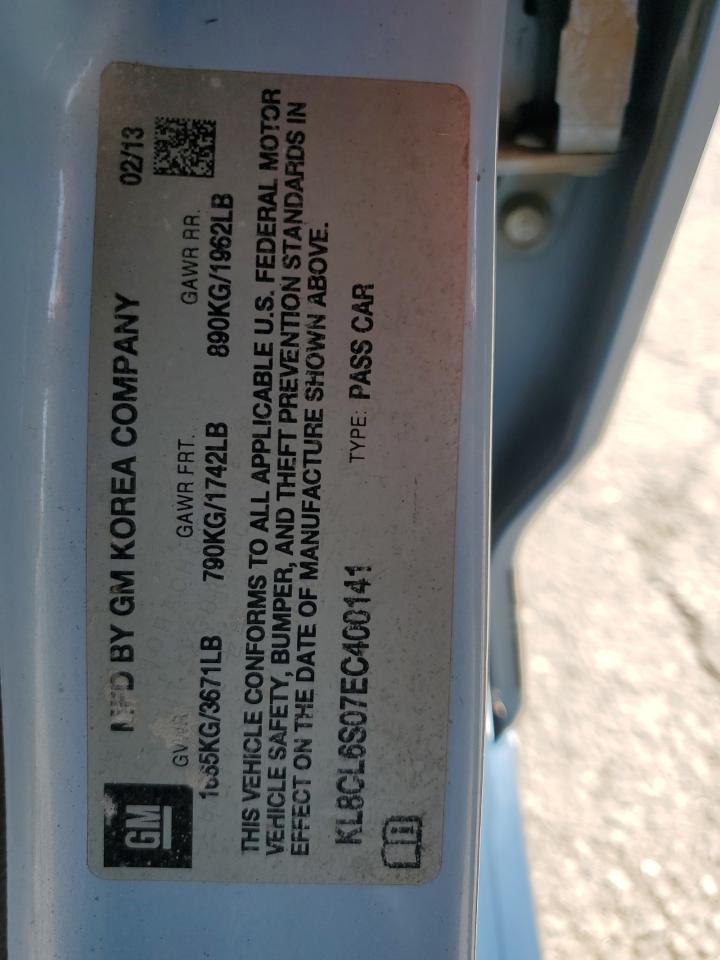 GM
MFD BY GM KOREA COMPANY 02/13
GVWR GAWR FRT. GAWR RR.
1665KG/3671LB 790KG/1742LB 890KG/1962LB
THIS VEHICLE CONFORMS TO ALL APPLICABLE U.S. FEDERAL MOTOR
VEHICLE SAFETY, BUMPER, AND THEFT PREVENTION STANDARDS IN
EFFECT ON THE DATE OF MANUFACTURE SHOWN ABOVE.
KL8CL6S07EC400141 TYPE: PASS CAR